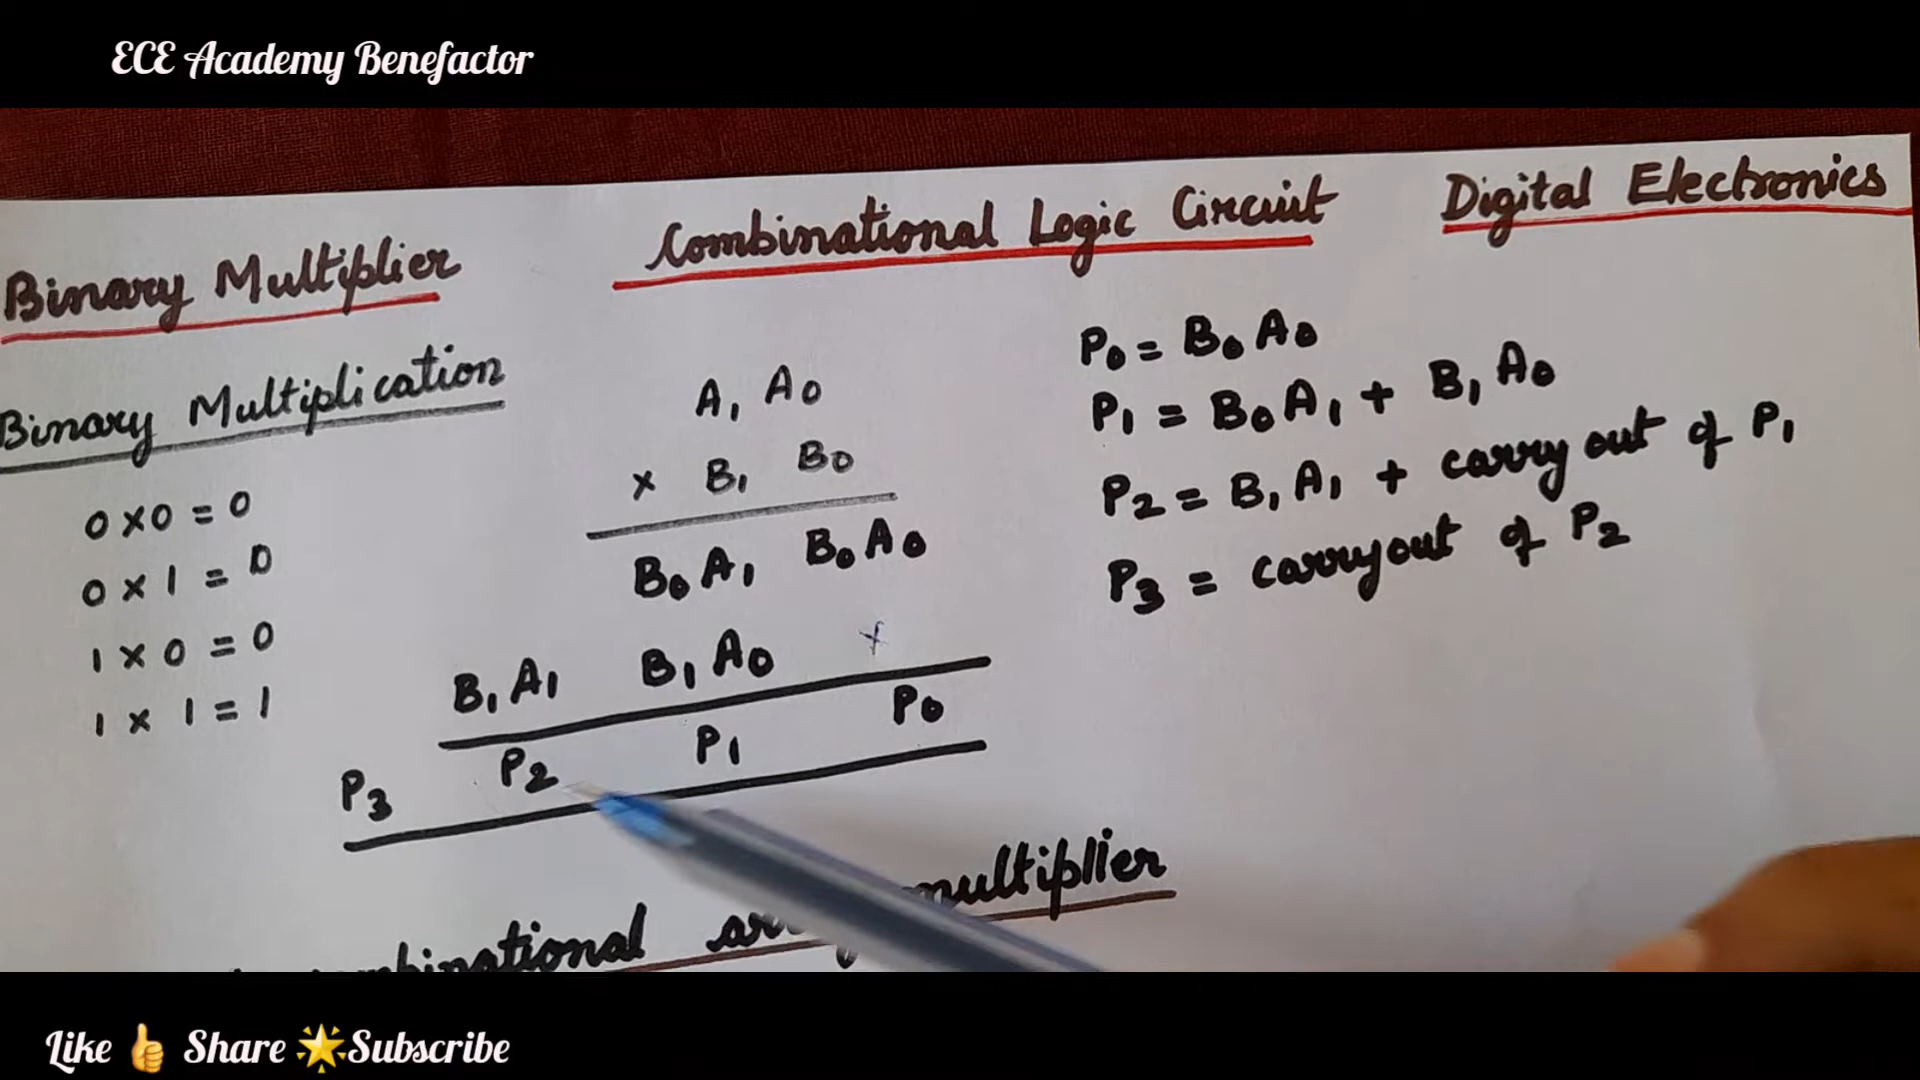 ECE Academy Benefactor
Binary Multiplier Combinational Logic Circuit Digital Electronics
Binary Multiplication
0 x 0 = 0
0 x 1 = 0
1 x 0 = 0
1 x 1 = 1
A₁ A₀
x B₁ B₀
B₀A₁ B₀A₀
B₁A₁ B₁A₀ x
P₃ P₂ P₁ P₀
P₀ = B₀A₀
P₁ = B₀A₁ + B₁A₀
P₂ = B₁A₁ + carry out of P₁
P₃ = carryout of P₂
multiplier
Like 👍 Share 🌟Subscribe